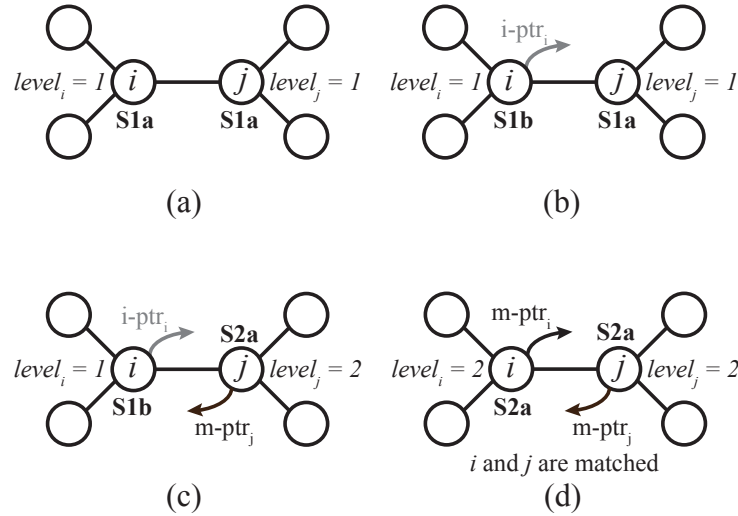 i-ptr_i
level_i = 1 i j level_j = 1
S1a S1a
(a)
level_i = 1 i j level_j = 1
S1b S1a
(b)
i-ptr_i S2a
level_i = 1 i j level_j = 2
S1b m-ptr_j
(c)
m-ptr_i S2a
level_i = 2 i j level_j = 2
S2a m-ptr_j
i and j are matched
(d)